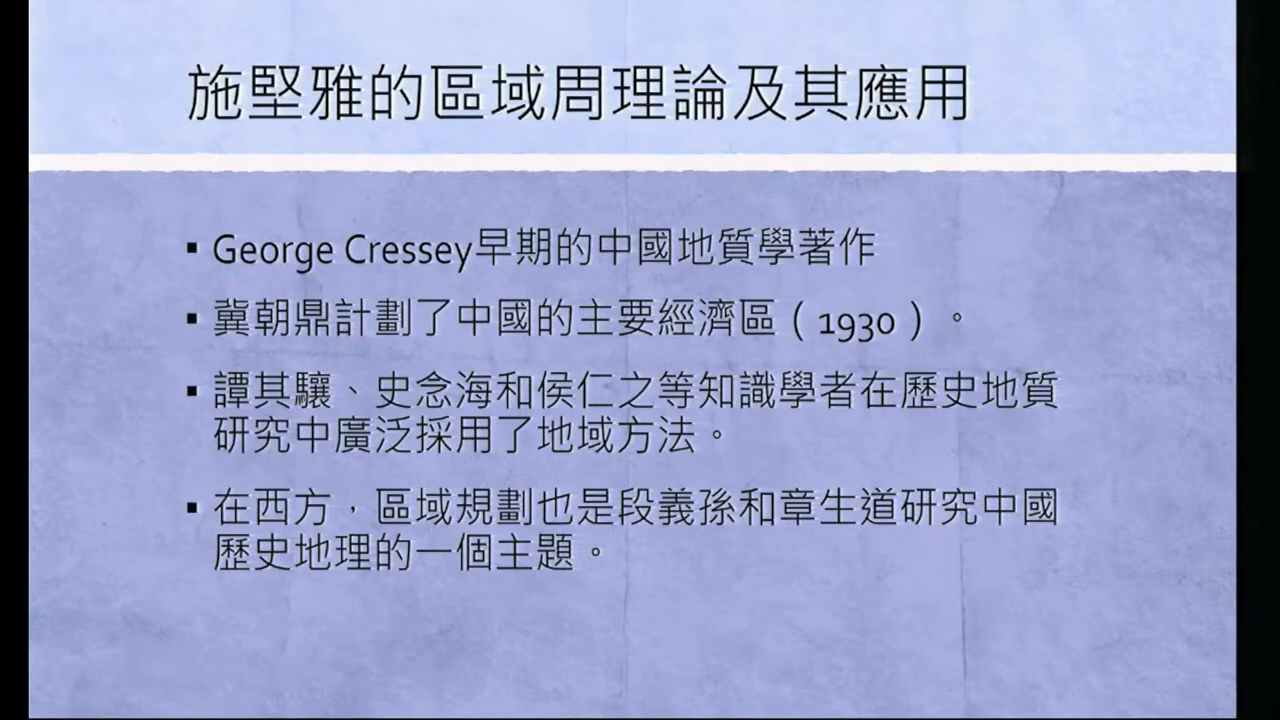 施堅雅的區域周理論及其應用
▪ George Cressey早期的中國地質學著作
▪ 冀朝鼎計劃了中國的主要經濟區（1930）。
▪ 譚其驤、史念海和侯仁之等知識學者在歷史地质
研究中廣泛採用了地域方法。
▪ 在西方，區域規劃也是段義孫和章生道研究中國
歷史地理的一個主題。